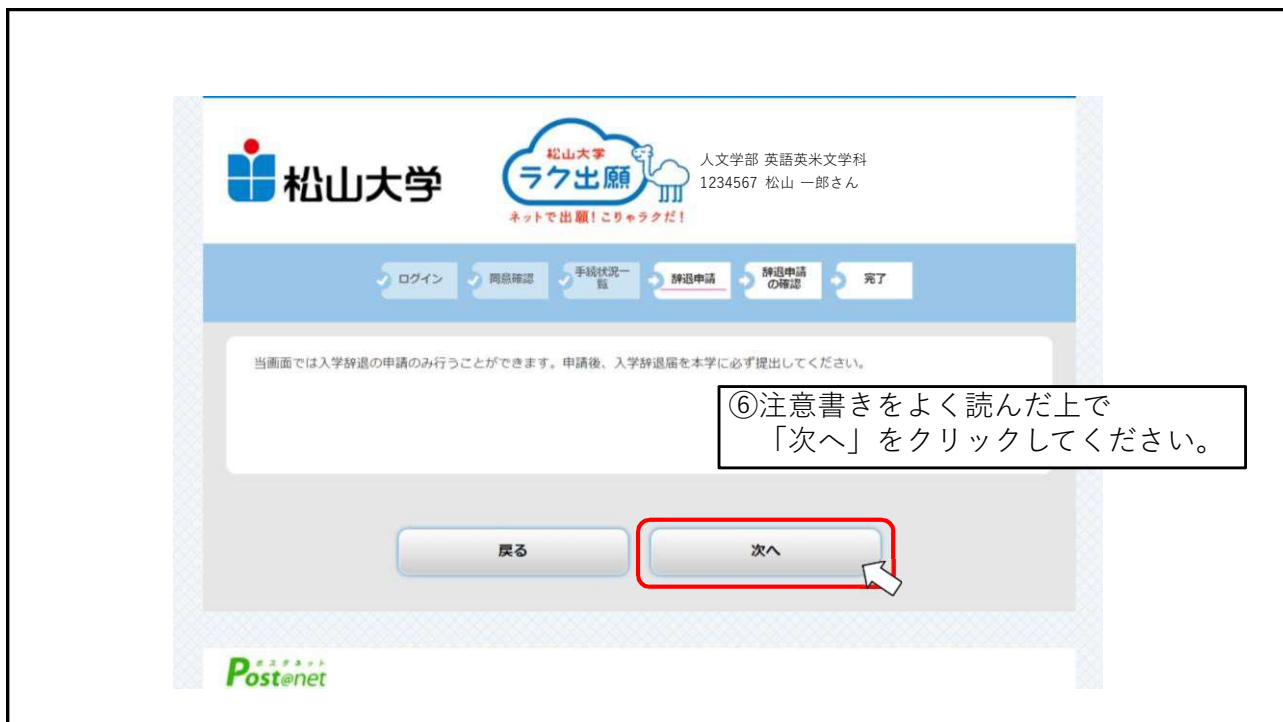 松山大学
松山大学
ラク出願
ネットで出願!こりゃラクだ!
人文学部 英語英米文学科
1234567 松山 一郎さん
ログイン
同意確認
手続状況一
覧
辞退申請
辞退申請
の確認
完了
当画面では入学辞退の申請のみ行うことができます。申請後、入学辞退届を本学に必ず提出してください。
⑥注意書きをよく読んだ上で
「次へ」をクリックしてください。
戻る
次へ
ポスタネット
Post@net